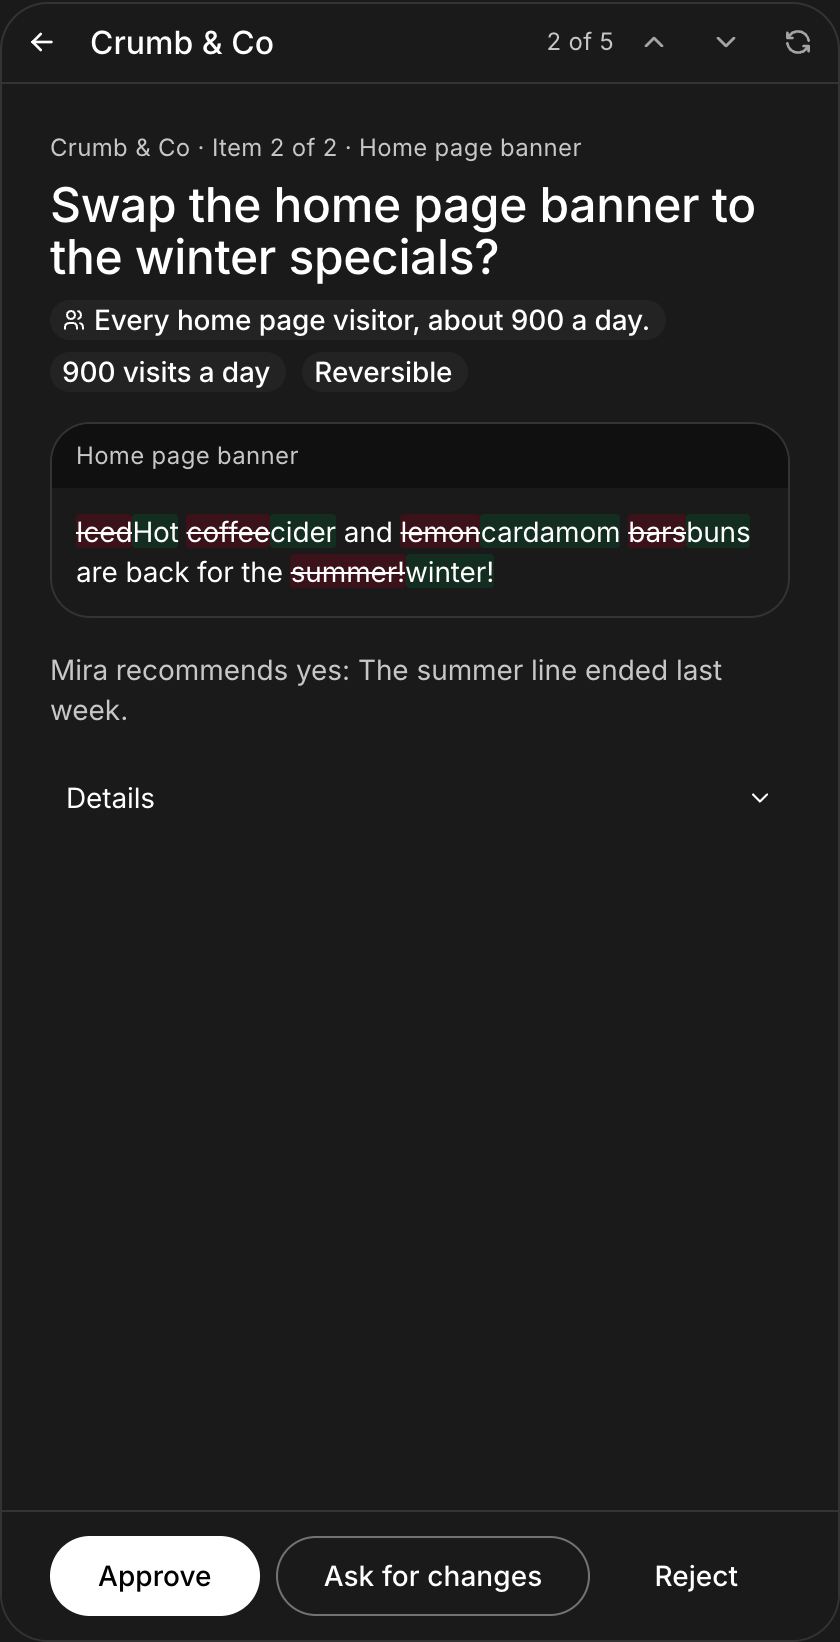 Crumb & Co
2 of 5
Crumb & Co · Item 2 of 2 · Home page banner
Swap the home page banner to
the winter specials?
Every home page visitor, about 900 a day.
900 visits a day
Reversible
Home page banner
IcedHot coffeecider and lemoncardamom barsbuns
are back for the summer!winter!
Mira recommends yes: The summer line ended last
week.
Details
Approve
Ask for changes
Reject